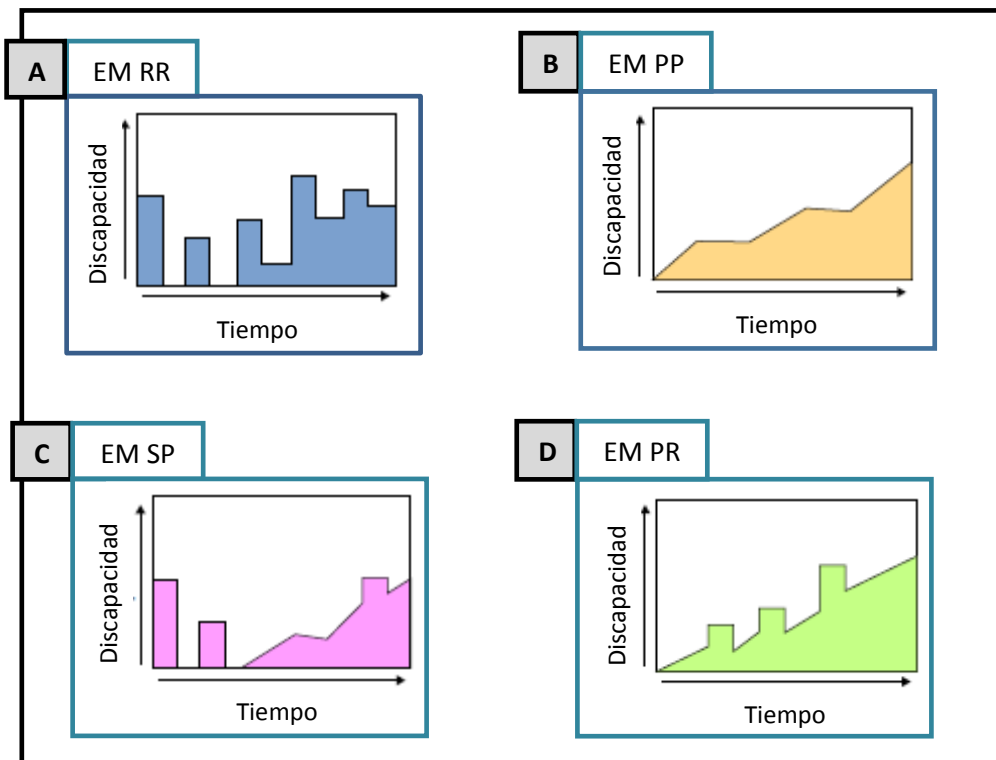 A
EM RR
Discapacidad
Tiempo
B
EM PP
Discapacidad
Tiempo
C
EM SP
Discapacidad
Tiempo
D
EM PR
Discapacidad
Tiempo